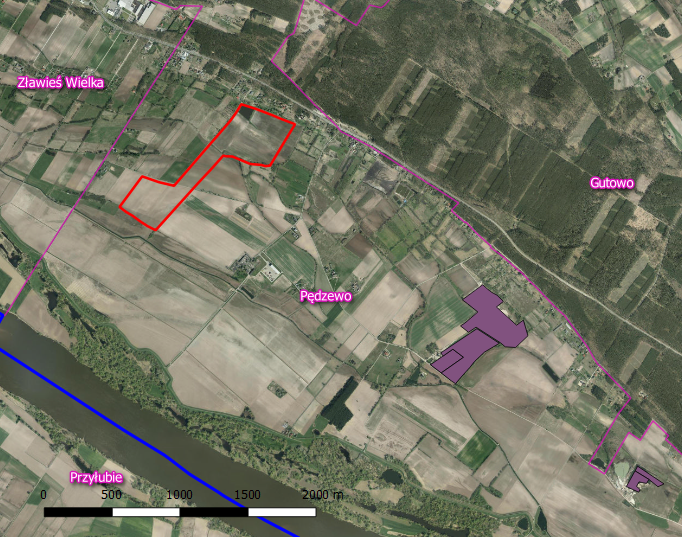 Zławieś Wielka
Gutowo
Pędzewo
Przyłubie
0 500 1000 1500 2000 m